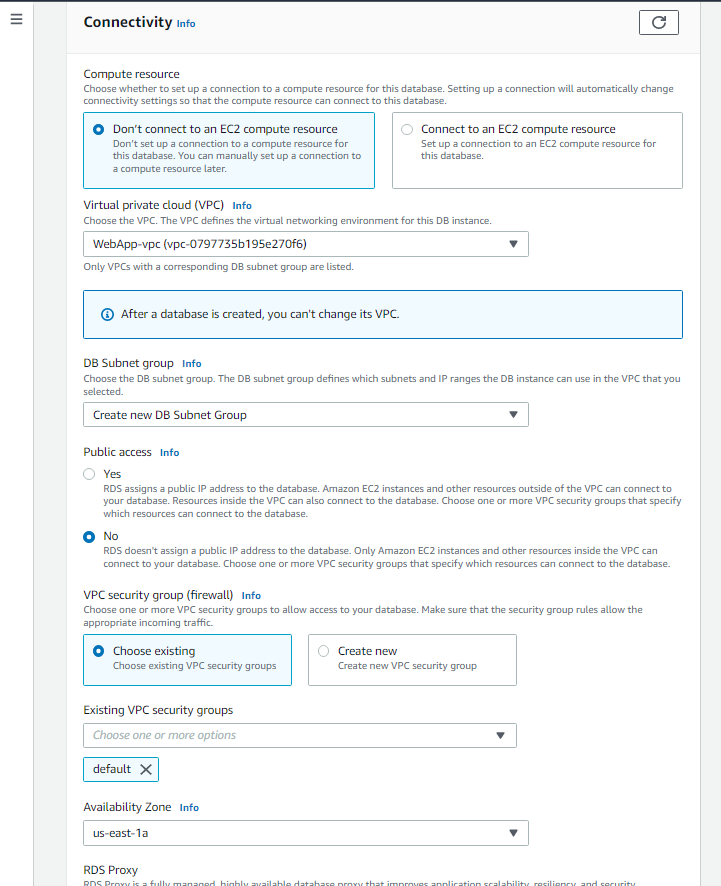 Connectivity Info
Compute resource
Choose whether to set up a connection to a compute resource for this database. Setting up a connection will automatically change
connectivity settings so that the compute resource can connect to this database.
Don't connect to an EC2 compute resource
Don't set up a connection to a compute resource for
this database. You can manually set up a connection to
a compute resource later.
Connect to an EC2 compute resource
Set up a connection to an EC2 compute resource for
this database.
Virtual private cloud (VPC) Info
Choose the VPC. The VPC defines the virtual networking environment for this DB instance.
WebApp-vpc (vpc-0797735b195e270f6)
Only VPCs with a corresponding DB subnet group are listed.
After a database is created, you can't change its VPC.
DB Subnet group Info
Choose the DB subnet group. The DB subnet group defines which subnets and IP ranges the DB instance can use in the VPC that you
selected.
Create new DB Subnet Group
Public access Info
Yes
RDS assigns a public IP address to the database. Amazon EC2 instances and other resources outside of the VPC can connect to
your database. Resources inside the VPC can also connect to the database. Choose one or more VPC security groups that specify
which resources can connect to the database.
No
RDS doesn't assign a public IP address to the database. Only Amazon EC2 instances and other resources inside the VPC can
connect to your database. Choose one or more VPC security groups that specify which resources can connect to the database.
VPC security group (firewall) Info
Choose one or more VPC security groups to allow access to your database. Make sure that the security group rules allow the
appropriate incoming traffic.
Choose existing
Choose existing VPC security groups
Create new
Create new VPC security group
Existing VPC security groups
Choose one or more options
default
Availability Zone Info
us-east-1a
RDS Proxy
RDS Proxy is a fully managed, highly available database proxy that improves application scalability, resiliency, and security.